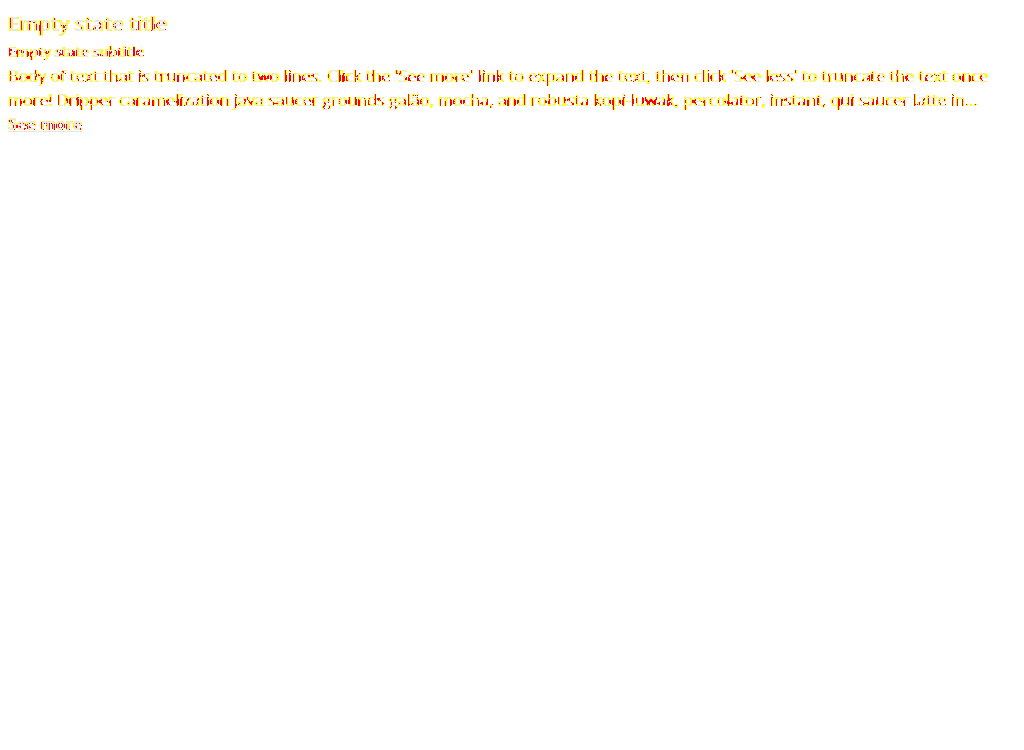 Empty state title
Empty state subtitle
Body of text that is truncated to two lines. Click the 'See more' link to expand the text, then click 'See less' to truncate the text once
more! Dripper caramelization java saucer grounds galão, mocha, and robusta kopi-luwak, percolator, instant, qui saucer latte in...
See more